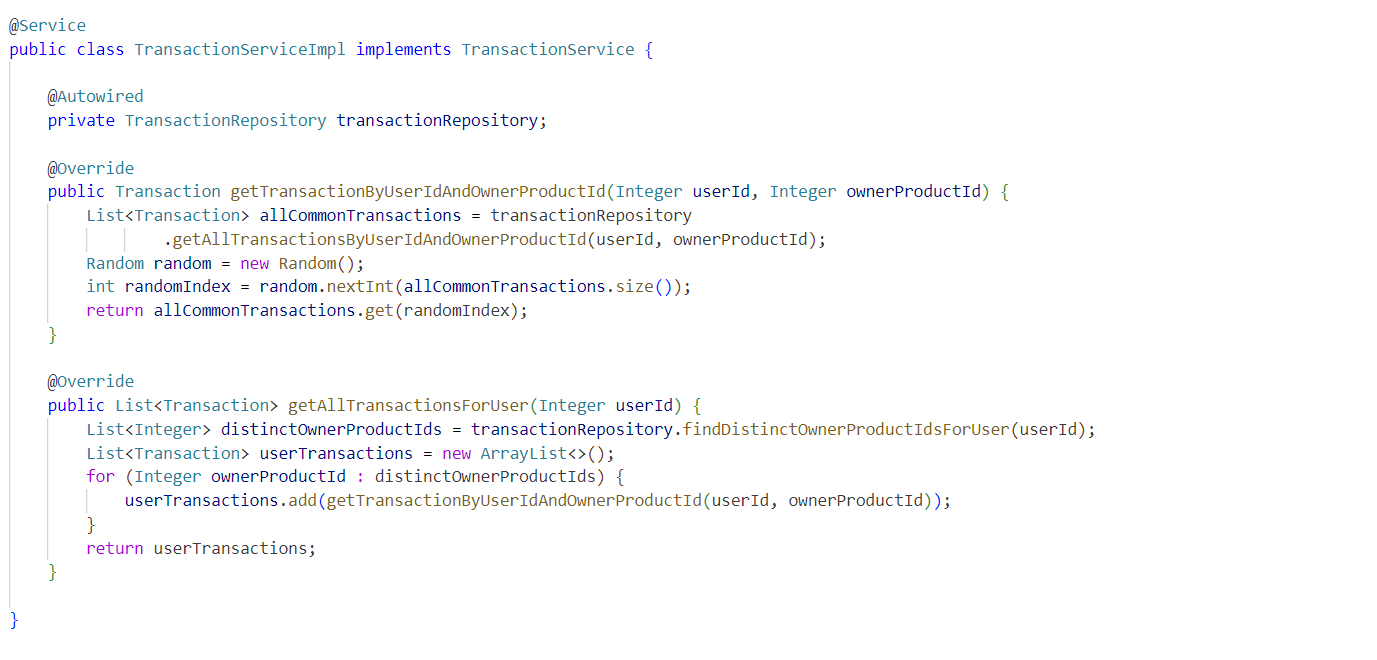 @Service
public class TransactionServiceImpl implements TransactionService {
@Autowired
private TransactionRepository transactionRepository;
@Override
public Transaction getTransactionByUserIdAndOwnerProductId(Integer userId, Integer ownerProductId) {
List<Transaction> allCommonTransactions = transactionRepository
.getAllTransactionsByUserIdAndOwnerProductId(userId, ownerProductId);
Random random = new Random();
int randomIndex = random.nextInt(allCommonTransactions.size());
return allCommonTransactions.get(randomIndex);
}
@Override
public List<Transaction> getAllTransactionsForUser(Integer userId) {
List<Integer> distinctOwnerProductIds = transactionRepository.findDistinctOwnerProductIdsForUser(userId);
List<Transaction> userTransactions = new ArrayList<>();
for (Integer ownerProductId : distinctOwnerProductIds) {
userTransactions.add(getTransactionByUserIdAndOwnerProductId(userId, ownerProductId));
}
return userTransactions;
}
}